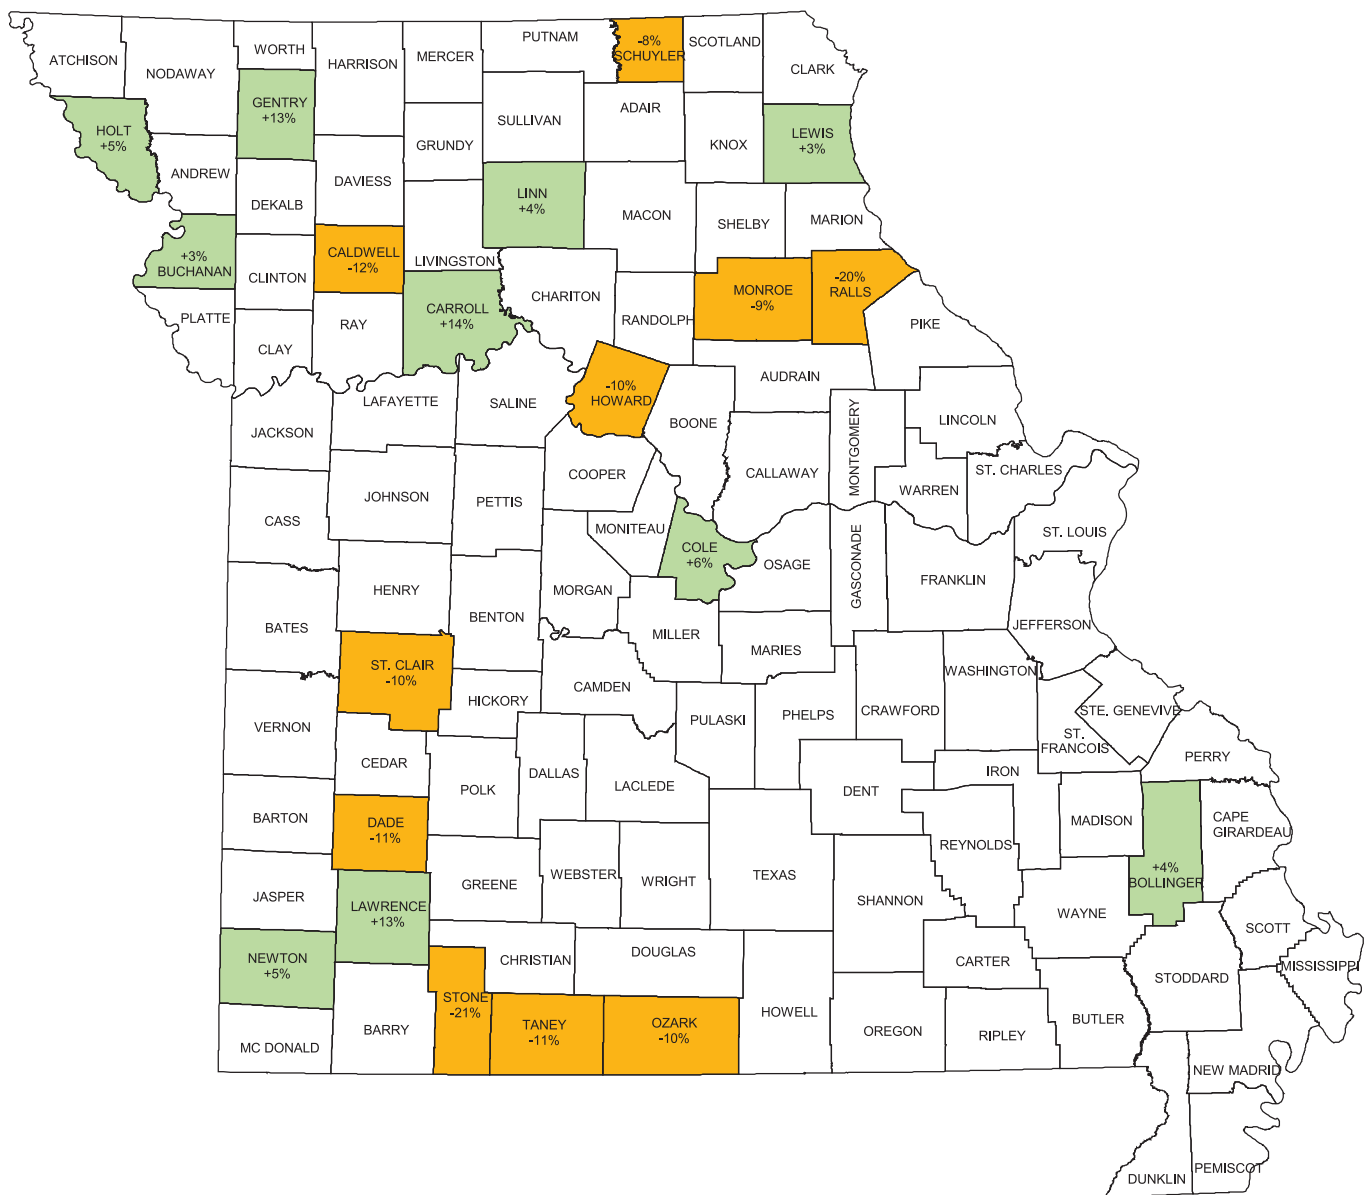 ATCHISON
NODAWAY
WORTH
HARRISON
MERCER
PUTNAM
-8%
SCHUYLER
SCOTLAND
CLARK
HOLT
+5%
GENTRY
+13%
ANDREW
DEKALB
DAVIESS
GRUNDY
SULLIVAN
ADAIR
KNOX
LEWIS
+3%
LINN
+4%
MACON
SHELBY
MARION
+3%
BUCHANAN
CLINTON
CALDWELL
-12%
LIVINGSTON
CARROLL
+14%
CHARITON
RANDOLPH
MONROE
-9%
-20%
RALLS
PIKE
PLATTE
CLAY
RAY
AUDRAIN
-10%
HOWARD
BOONE
LAFAYETTE
SALINE
JACKSON
CALLAWAY
MONTGOMERY
LINCOLN
WARREN
ST. CHARLES
COOPER
PETTIS
JOHNSON
CASS
MONITEAU
COLE
+6%
OSAGE
GASCONADE
FRANKLIN
ST. LOUIS
JEFFERSON
HENRY
BENTON
MORGAN
MILLER
MARIES
BATES
ST. CLAIR
-10%
HICKORY
CAMDEN
PULASKI
PHELPS
CRAWFORD
WASHINGTON
STE. GENEVIVE
ST.
FRANCOIS
PERRY
VERNON
CEDAR
POLK
DALLAS
LACLEDE
DENT
IRON
BARTON
DADE
-11%
MADISON
CAPE
GIRARDEAU
REYNOLDS
+4%
BOLLINGER
JASPER
LAWRENCE
+13%
GREENE
WEBSTER
WRIGHT
TEXAS
SHANNON
WAYNE
SCOTT
NEWTON
+5%
CHRISTIAN
DOUGLAS
CARTER
STODDARD
MISSISSIPPI
STONE
-21%
TANEY
-11%
OZARK
-10%
HOWELL
OREGON
RIPLEY
BUTLER
MC DONALD
BARRY
NEW MADRID
DUNKLIN
PEMISCOT